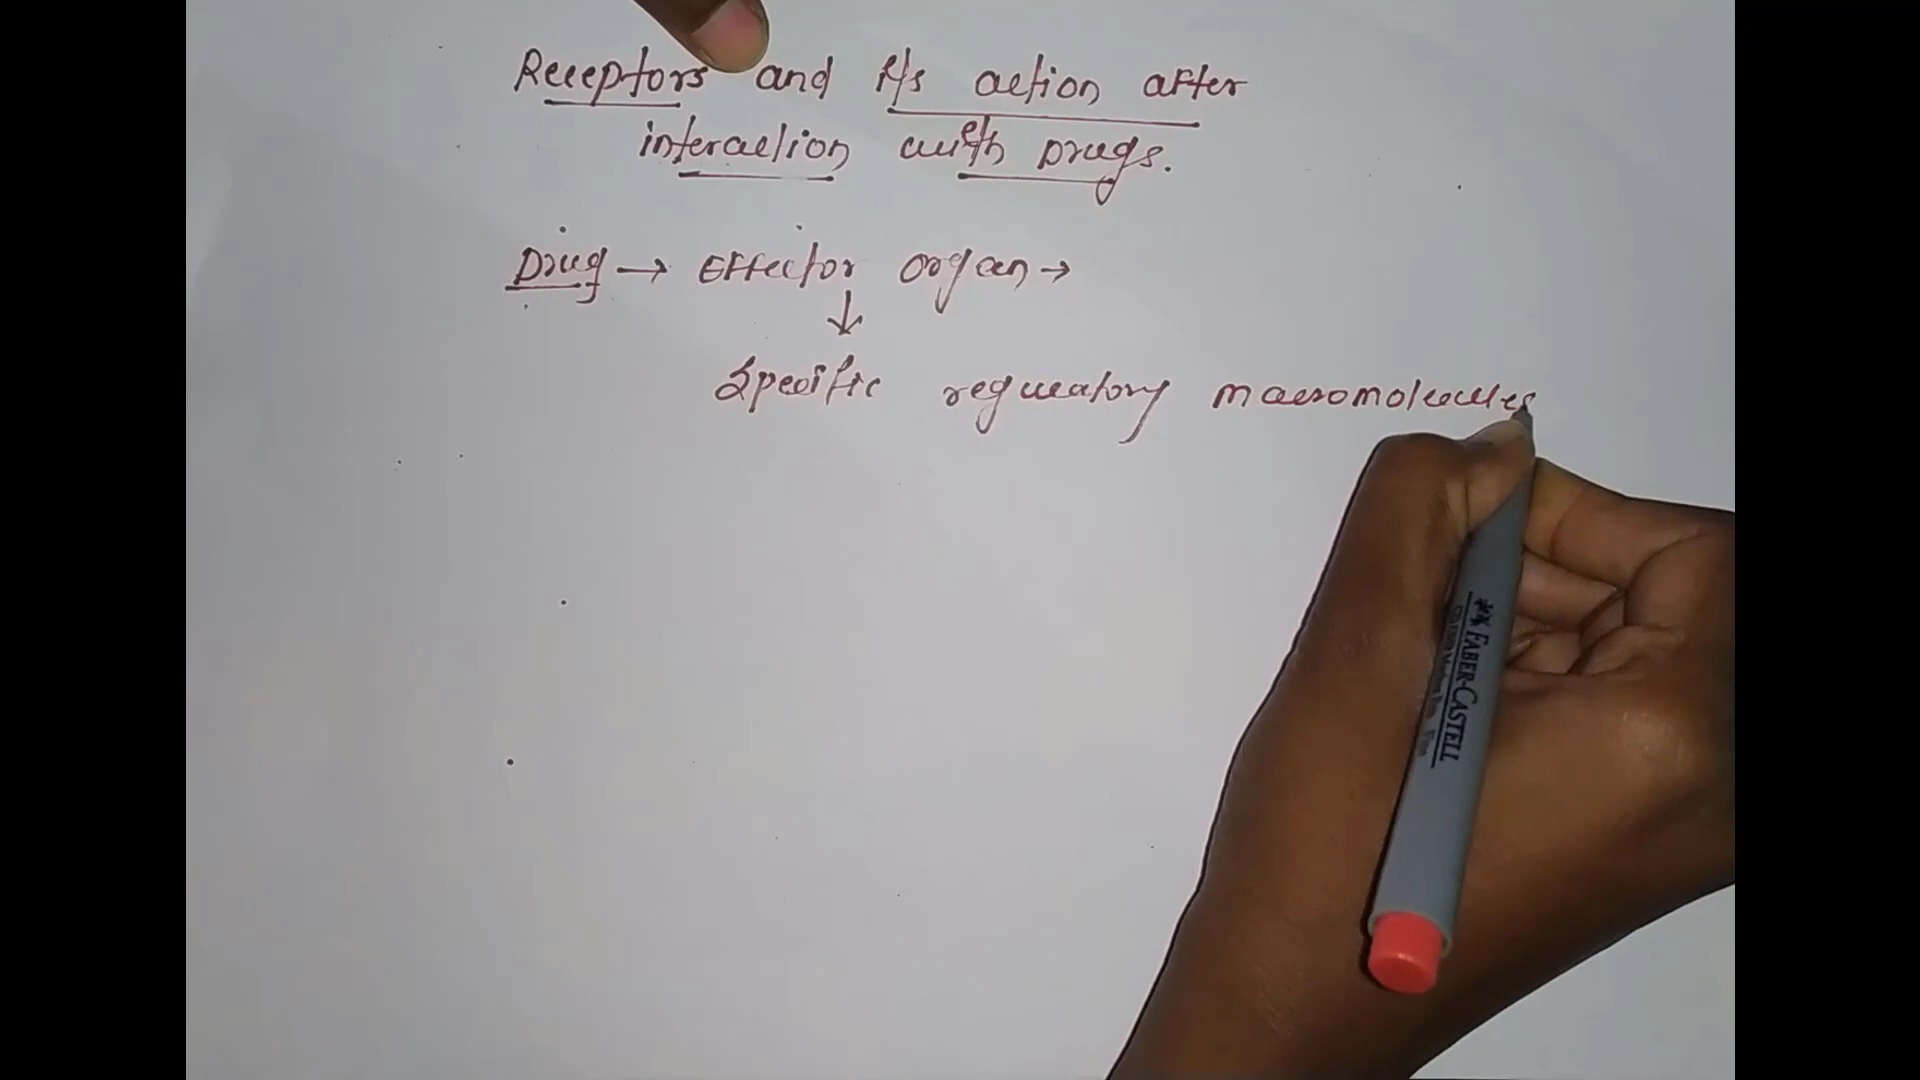 Receptors and its action after
interaction with Drugs.
Drug → Effector organ →
↓
Specific regulatory macromolecules
FABER-CASTELL